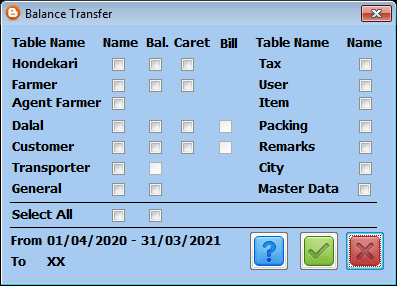 Balance Transfer
Table Name Name Bal. Caret Bill Table Name Name
Hondekari Tax
Farmer User
Agent Farmer Item
Dalal Packing
Customer Remarks
Transporter City
General Master Data
Select All
From 01/04/2020 - 31/03/2021
To XX